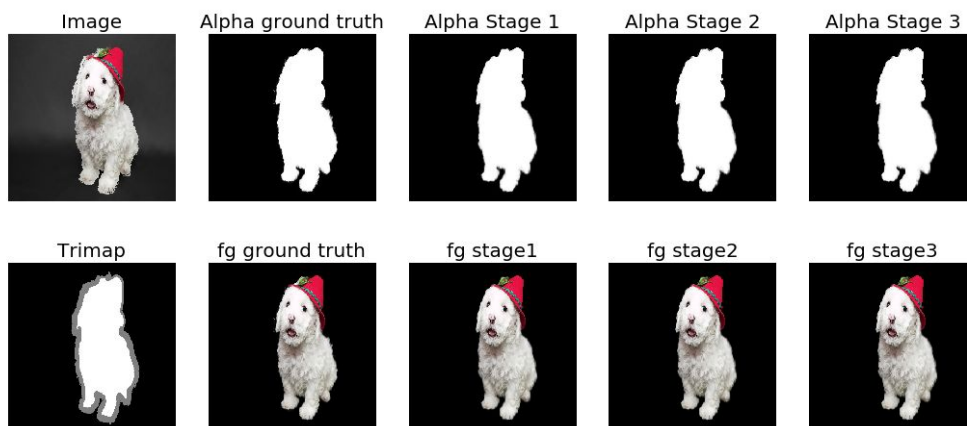 Image
Alpha ground truth
Alpha Stage 1
Alpha Stage 2
Alpha Stage 3
Trimap
fg ground truth
fg stage1
fg stage2
fg stage3